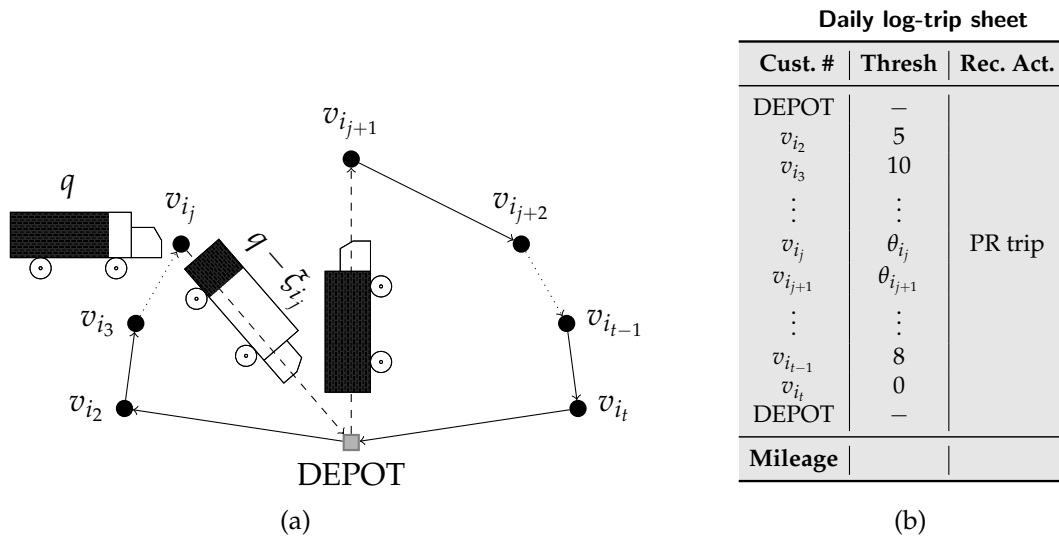 q
v_{i_j}
q − ξ_{i_j}
v_{i_{j+1}}
v_{i_{j+2}}
v_{i_3}
v_{i_{t−1}}
v_{i_2}
v_{i_t}
DEPOT
(a)
Daily log-trip sheet
Cust. # Thresh Rec. Act.
DEPOT −
v_{i_2} 5
v_{i_3} 10
⋮ ⋮
v_{i_j} θ_{i_j} PR trip
v_{i_{j+1}} θ_{i_{j+1}}
⋮ ⋮
v_{i_{t−1}} 8
v_{i_t} 0
DEPOT −
Mileage
(b)